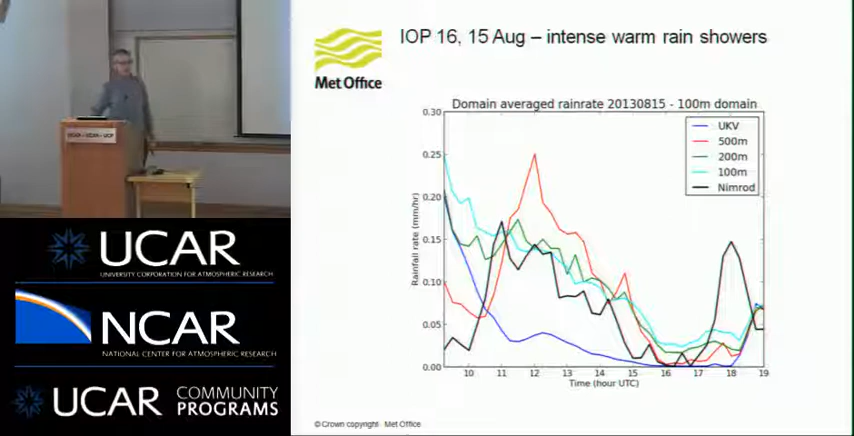 UCAR
UNIVERSITY CORPORATION FOR ATMOSPHERIC RESEARCH
NCAR
NATIONAL CENTER FOR ATMOSPHERIC RESEARCH
UCAR COMMUNITY PROGRAMS
Met Office
IOP 16, 15 Aug – intense warm rain showers
Domain averaged rainrate 20130815 - 100m domain
Rainfall rate (mm/hr)
0.30
0.25
0.20
0.15
0.10
0.05
0.00
UKV
500m
200m
100m
Nimrod
10 11 12 13 14 15 16 17 18 19
Time (hour UTC)
© Crown copyright Met Office